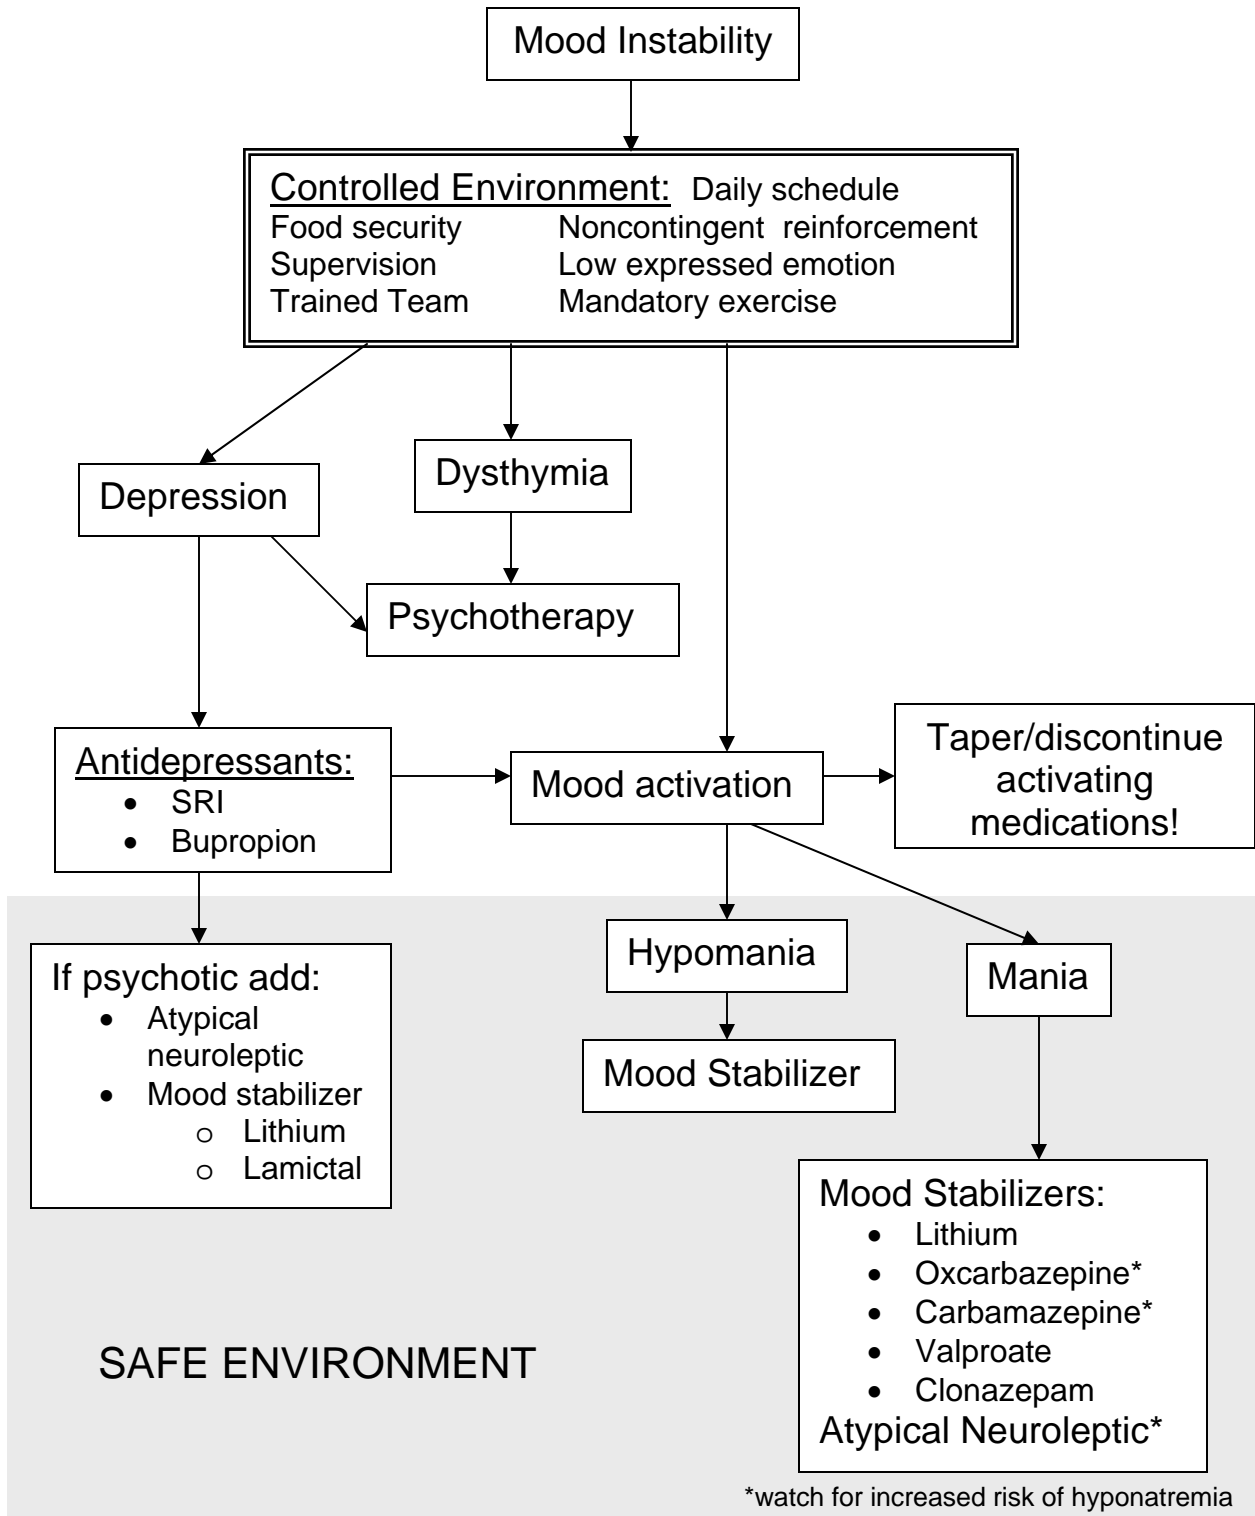 Mood Instability
Controlled Environment: Daily schedule
Food security Noncontingent reinforcement
Supervision Low expressed emotion
Trained Team Mandatory exercise
Depression
Dysthymia
Psychotherapy
Antidepressants:
• SRI
• Bupropion
Mood activation
Taper/discontinue
activating
medications!
If psychotic add:
• Atypical
neuroleptic
• Mood stabilizer
o Lithium
o Lamictal
Hypomania
Mania
Mood Stabilizer
Mood Stabilizers:
• Lithium
• Oxcarbazepine*
• Carbamazepine*
• Valproate
• Clonazepam
Atypical Neuroleptic*
SAFE ENVIRONMENT
*watch for increased risk of hyponatremia